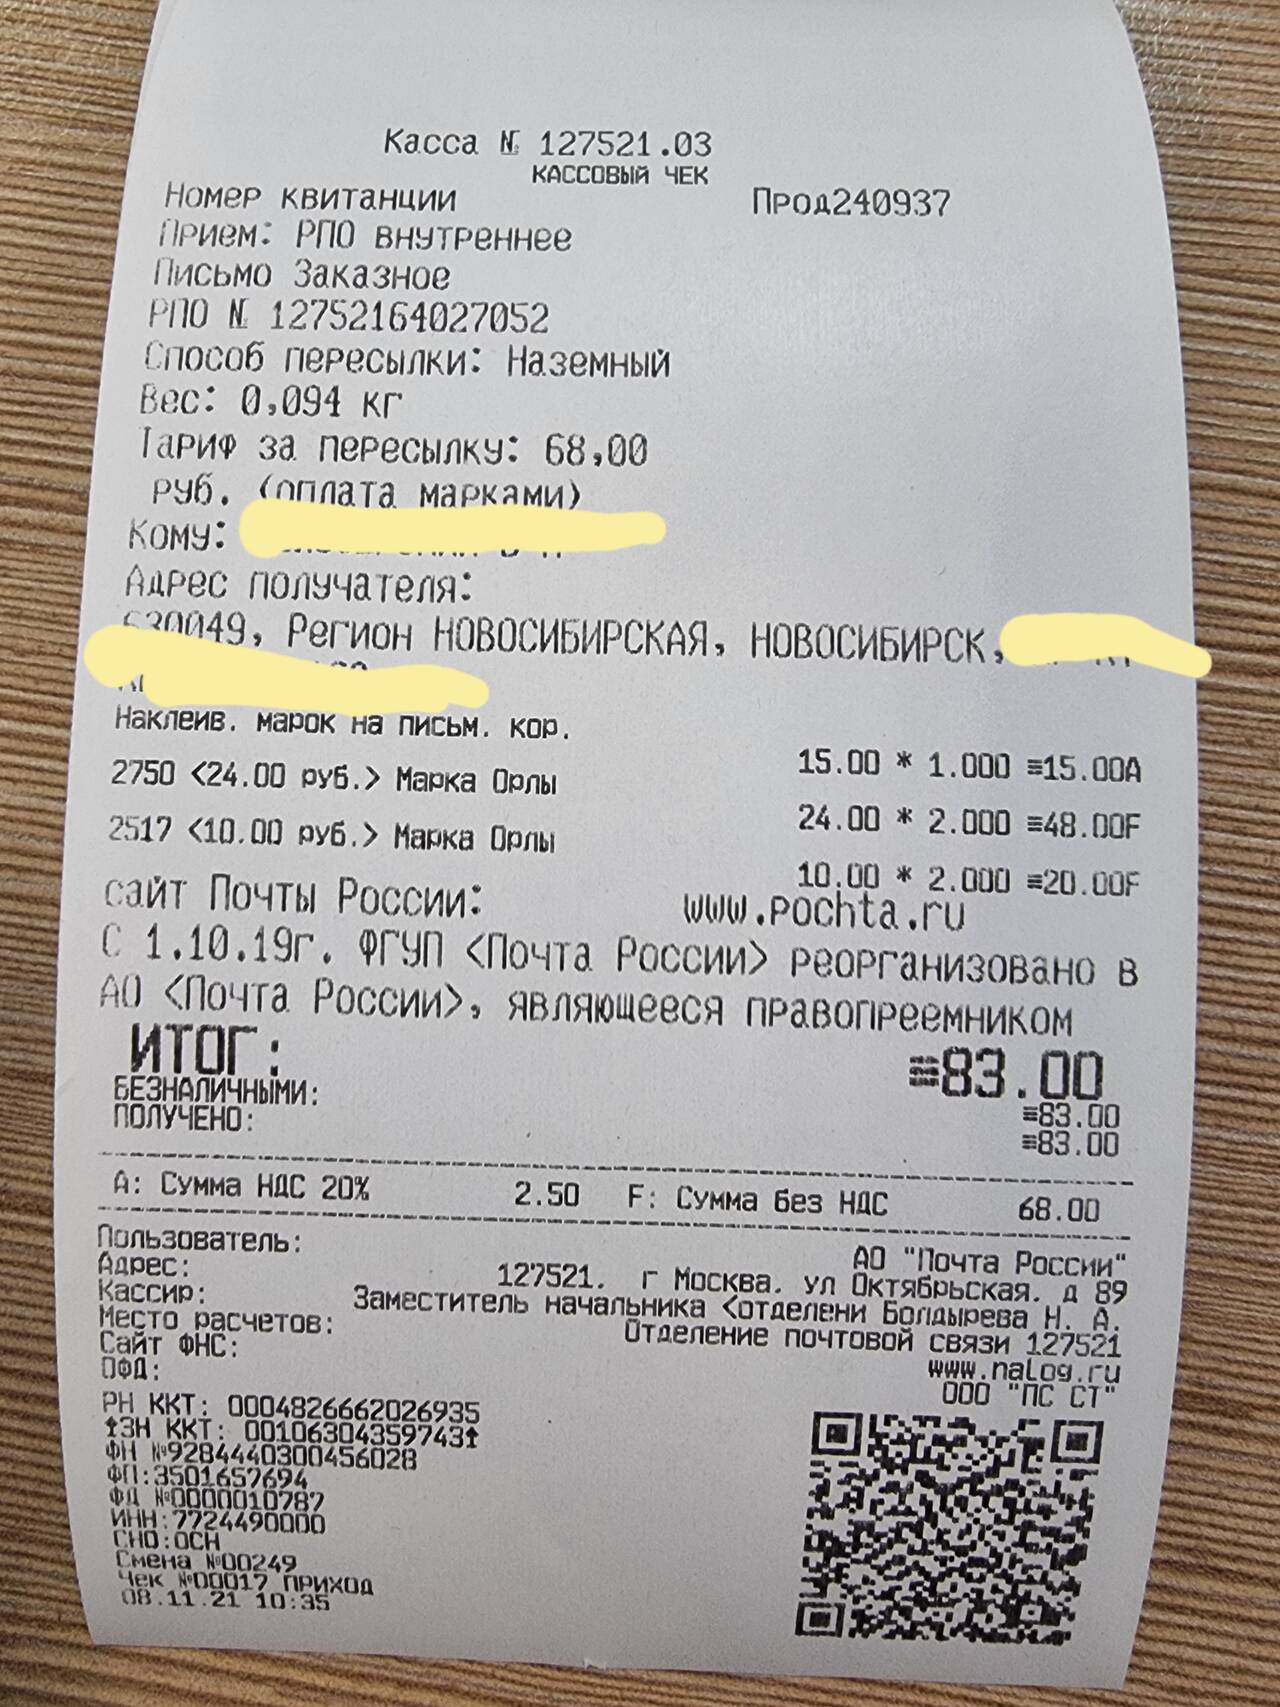 Касса № 127521.03
КАССОВЫЙ ЧЕК
Номер квитанции Прод240937
Прием: РПО внутреннее
Письмо Заказное
РПО № 12752164027052
Способ пересылки: Наземный
Вес: 0,094 кг
Тариф за пересылку: 68,00
руб. (оплата марками)
Кому:
Адрес получателя:
630049, Регион НОВОСИБИРСКАЯ, НОВОСИБИРСК,
Наклеив. марок на письм. кор.
15.00 * 1.000 ≡15.00А
2750 <24.00 руб.> Марка Орлы
24.00 * 2.000 ≡48.00F
2517 <10.00 руб.> Марка Орлы
10.00 * 2.000 ≡20.00F
сайт Почты России: www.pochta.ru
С 1.10.19г. ФГУП <Почта России> реорганизовано в
АО <Почта России>, являющееся правопреемником
ИТОГ: ≡83.00
БЕЗНАЛИЧНЫМИ: ≡83.00
ПОЛУЧЕНО: ≡83.00
А: Сумма НДС 20% 2.50 F: Сумма без НДС 68.00
Пользователь: АО "Почта России"
Адрес: 127521. г Москва. ул Октябрьская. д 89
Кассир: Заместитель начальника <отделени Болдырева Н. А.
Место расчетов: Отделение почтовой связи 127521
Сайт ФНС: www.nalog.ru
ОФД: ООО "ПС СТ"
РН ККТ: 0004826662026935
↑ЗН ККТ: 00106304359743↑
ФН №9284440300456028
ФП:3501657694
ФД №0000010787
ИНН:7724490000
СНО:ОСН
Смена №00249
Чек №00017 ПРИХОД
08.11.21 10:35